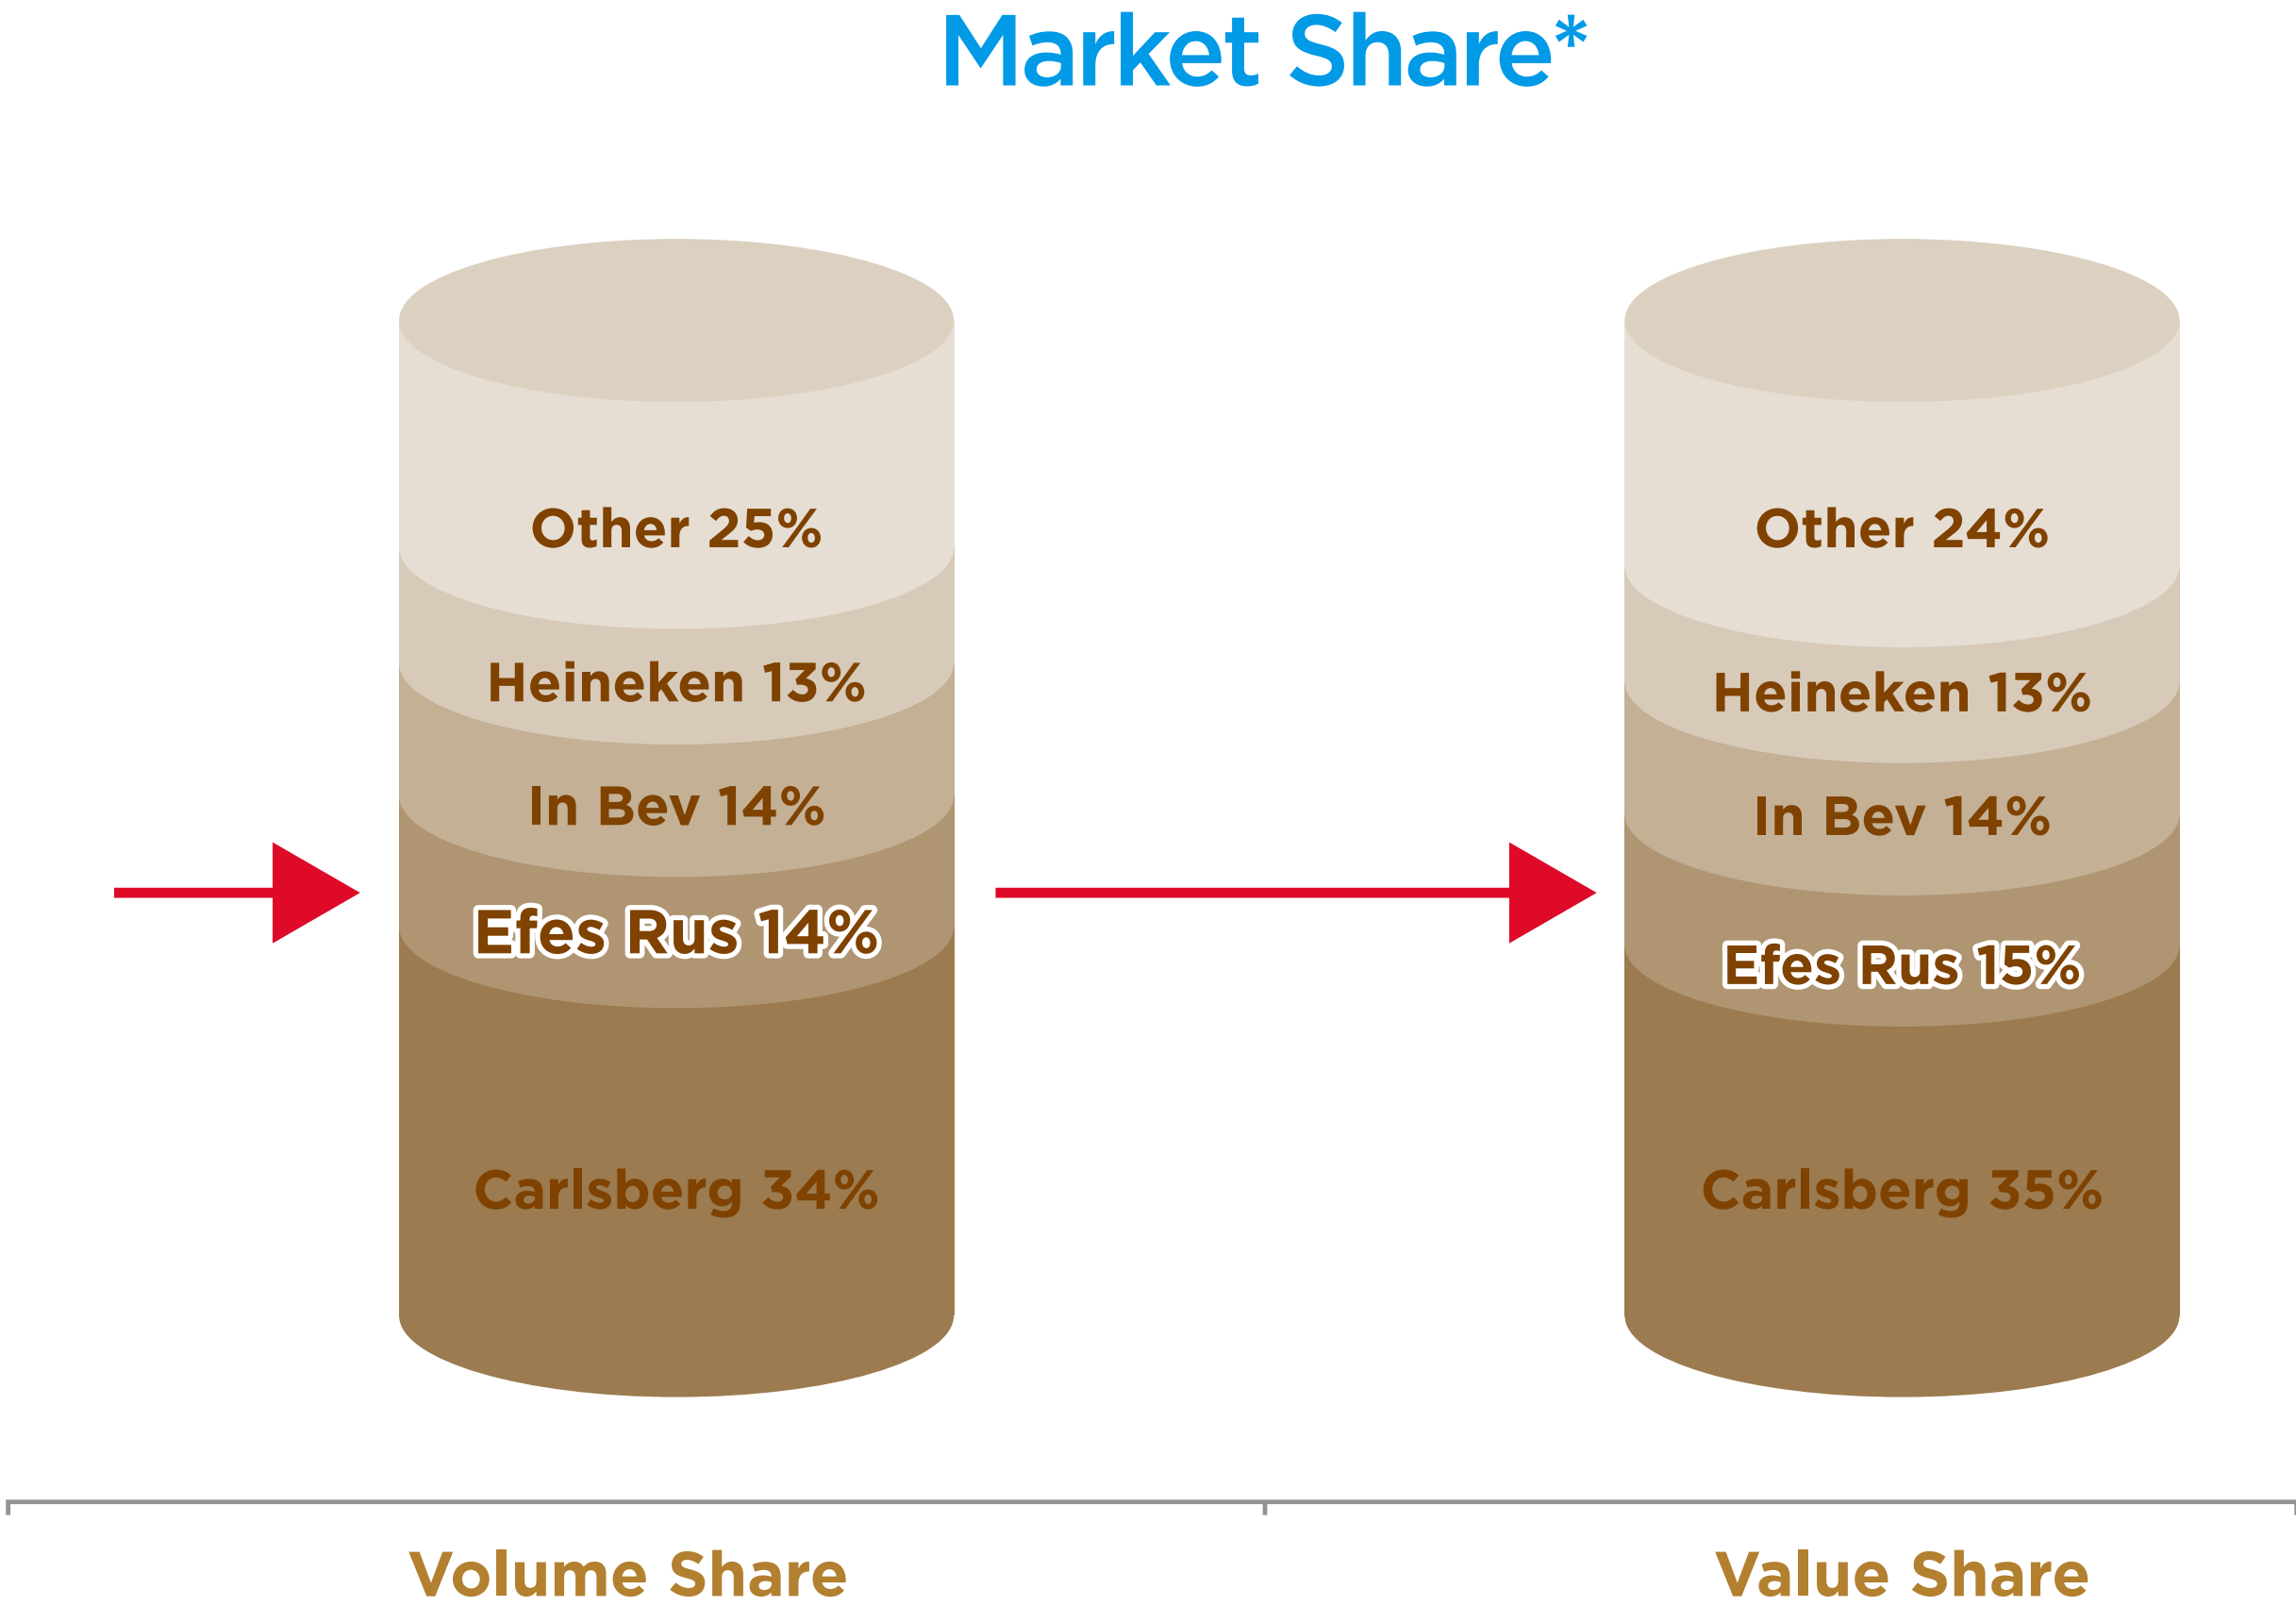 Market Share*
Other 25%
Heineken 13%
In Bev 14%
Efes Rus 14%
Carlsberg 34%
Volume Share
Other 24%
Heineken 13%
In Bev 14%
Efes Rus 15%
Carlsberg 35%
Value Share